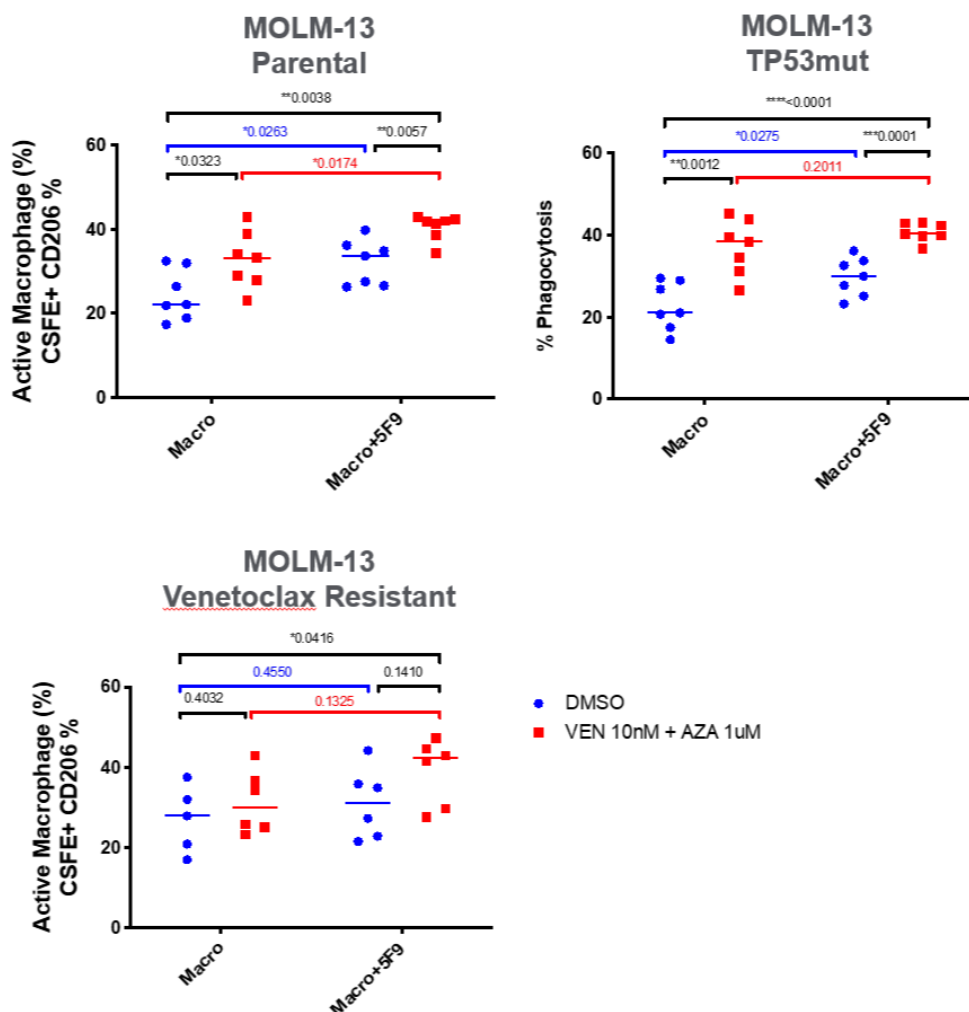 MOLM-13
Parental
**0.0038
*0.0263
**0.0057
*0.0323
*0.0174
Active Macrophage (%)
CSFE+ CD206 %
60
40
20
0
Macro
Macro+5F9
MOLM-13
TP53mut
****<0.0001
*0.0275
***0.0001
**0.0012
0.2011
% Phagocytosis
60
40
20
0
Macro
Macro+5F9
MOLM-13
Venetoclax Resistant
*0.0416
0.4550
0.1410
0.4032
0.1325
Active Macrophage (%)
CSFE+ CD206 %
60
40
20
0
Macro
Macro+5F9
DMSO
VEN 10nM + AZA 1uM